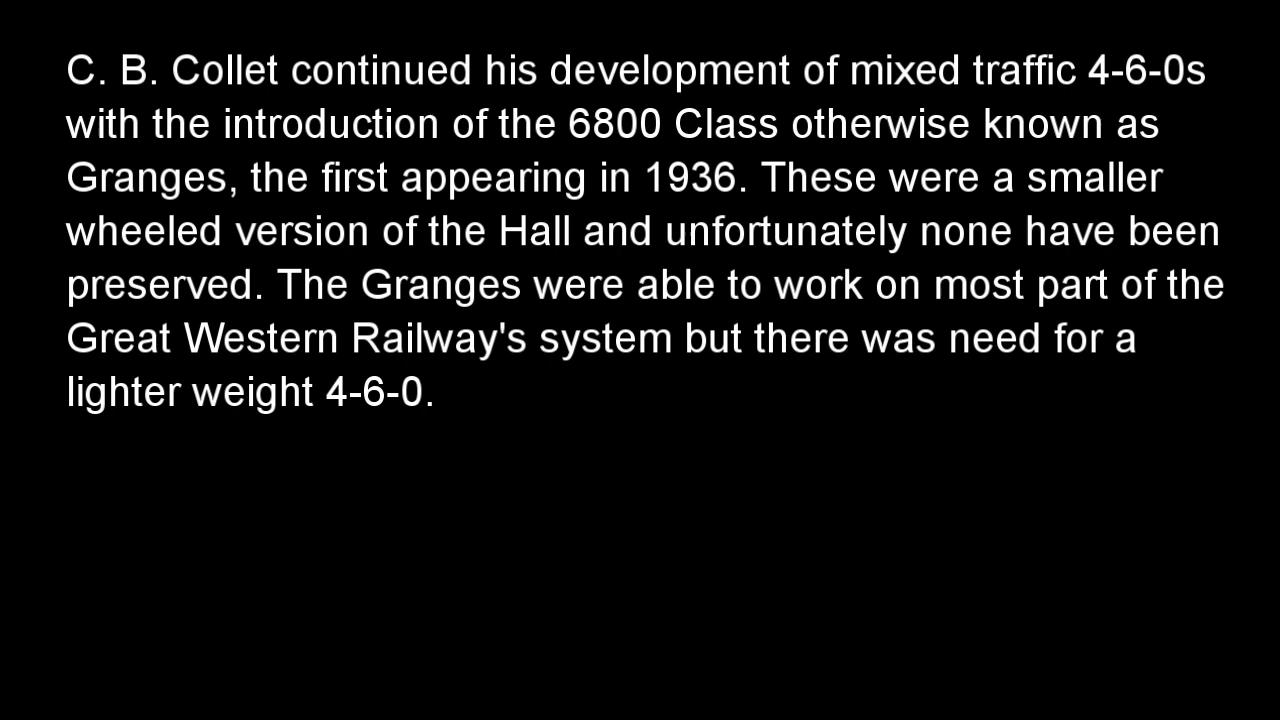 C. B. Collet continued his development of mixed traffic 4-6-0s
with the introduction of the 6800 Class otherwise known as
Granges, the first appearing in 1936. These were a smaller
wheeled version of the Hall and unfortunately none have been
preserved. The Granges were able to work on most part of the
Great Western Railway's system but there was need for a
lighter weight 4-6-0.